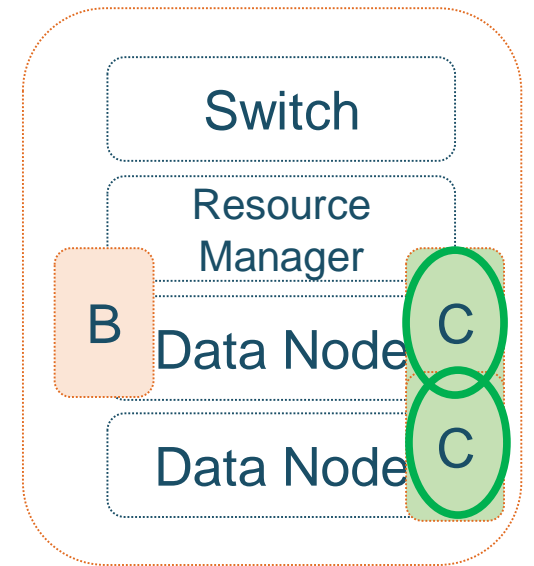 Switch
Resource
Manager
B
Data Node
C
Data Node
C